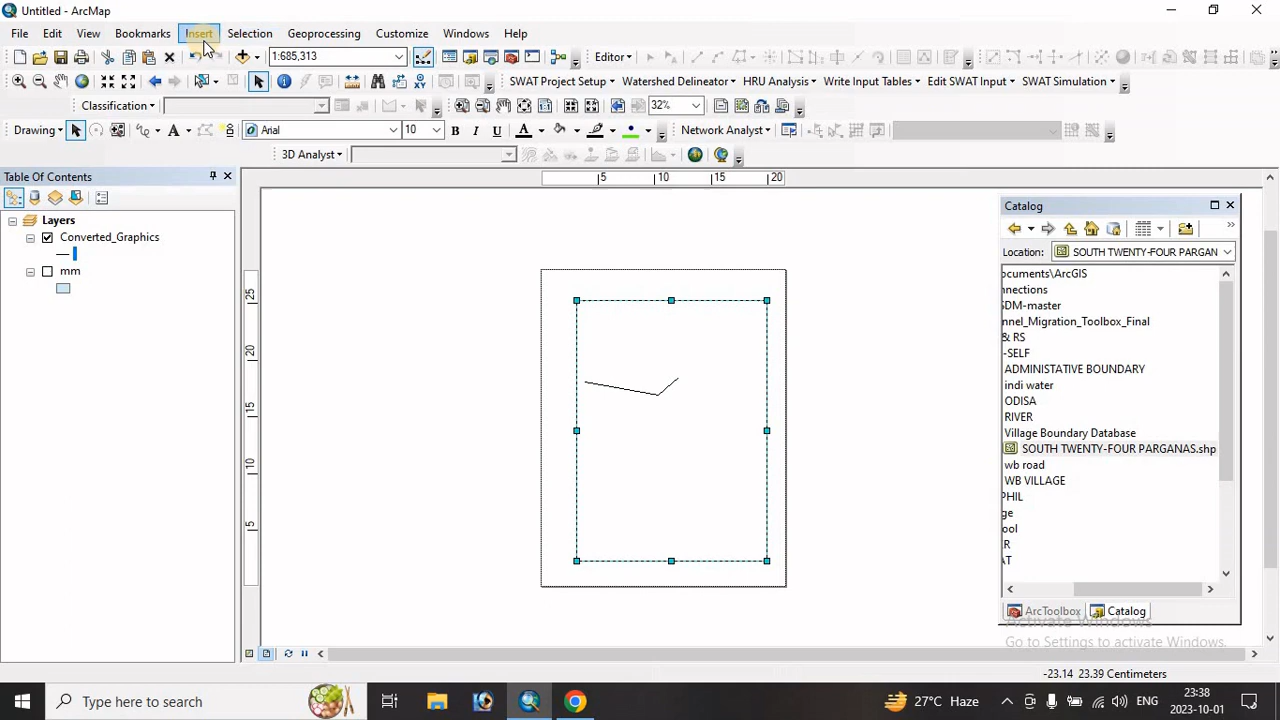 Untitled - ArcMap
File Edit View Bookmarks Insert Selection Geoprocessing Customize Windows Help
1:685,313 Editor
SWAT Project Setup Watershed Delineator HRU Analysis Write Input Tables Edit SWAT Input SWAT Simulation
Classification 32%
Drawing A Arial 10 B I U A Network Analyst
3D Analyst
Table Of Contents
Layers
Converted_Graphics
mm
5 10 15 20
25
20
15
10
5
Catalog
Location: SOUTH TWENTY-FOUR PARGAN
ocuments\ArcGIS
nnections
SDM-master
nnel_Migration_Toolbox_Final
& RS
-SELF
ADMINISTATIVE BOUNDARY
indi water
ODISA
RIVER
Village Boundary Database
SOUTH TWENTY-FOUR PARGANAS.shp
wb road
WB VILLAGE
PHIL
ge
ool
ER
AT
ArcToolbox Catalog
Activate Windows
Go to Settings to activate Windows.
-23.14 23.39 Centimeters
Type here to search
27°C Haze
ENG
23:38
2023-10-01